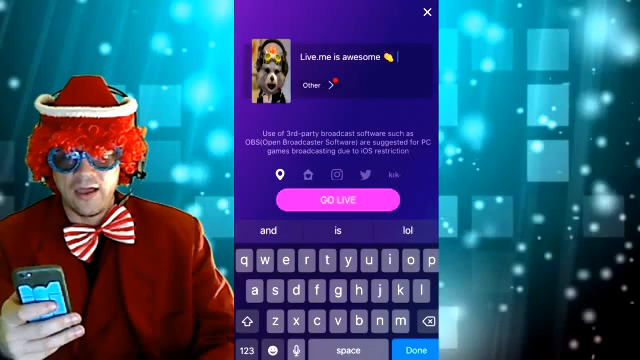 Live.me is awesome 👏
Other
Use of 3rd-party broadcast software such as
OBS(Open Broadcaster Software) are suggested for PC
games broadcasting due to iOS restriction
kik·
GO LIVE
and is lol
q w e r t y u i o p
a s d f g h j k l
z x c v b n m
123 space Done